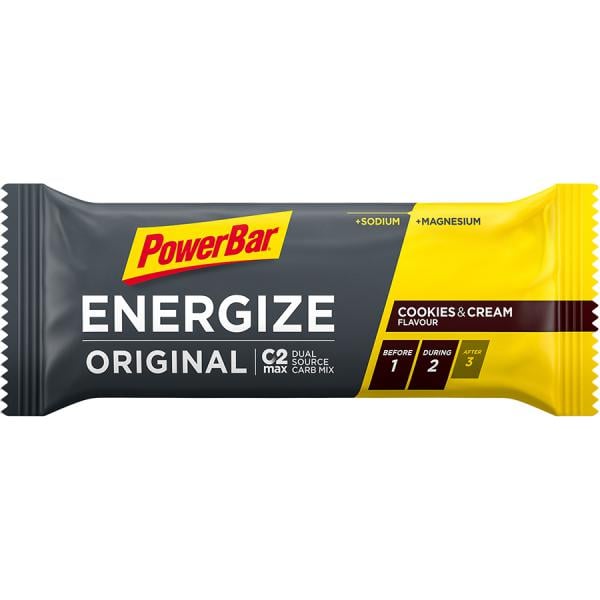 +SODIUM +MAGNESIUM
PowerBar
ENERGIZE
ORIGINAL
C2
max
DUAL
SOURCE
CARB MIX
COOKIES & CREAM
FLAVOUR
BEFORE
1
DURING
2
AFTER
3